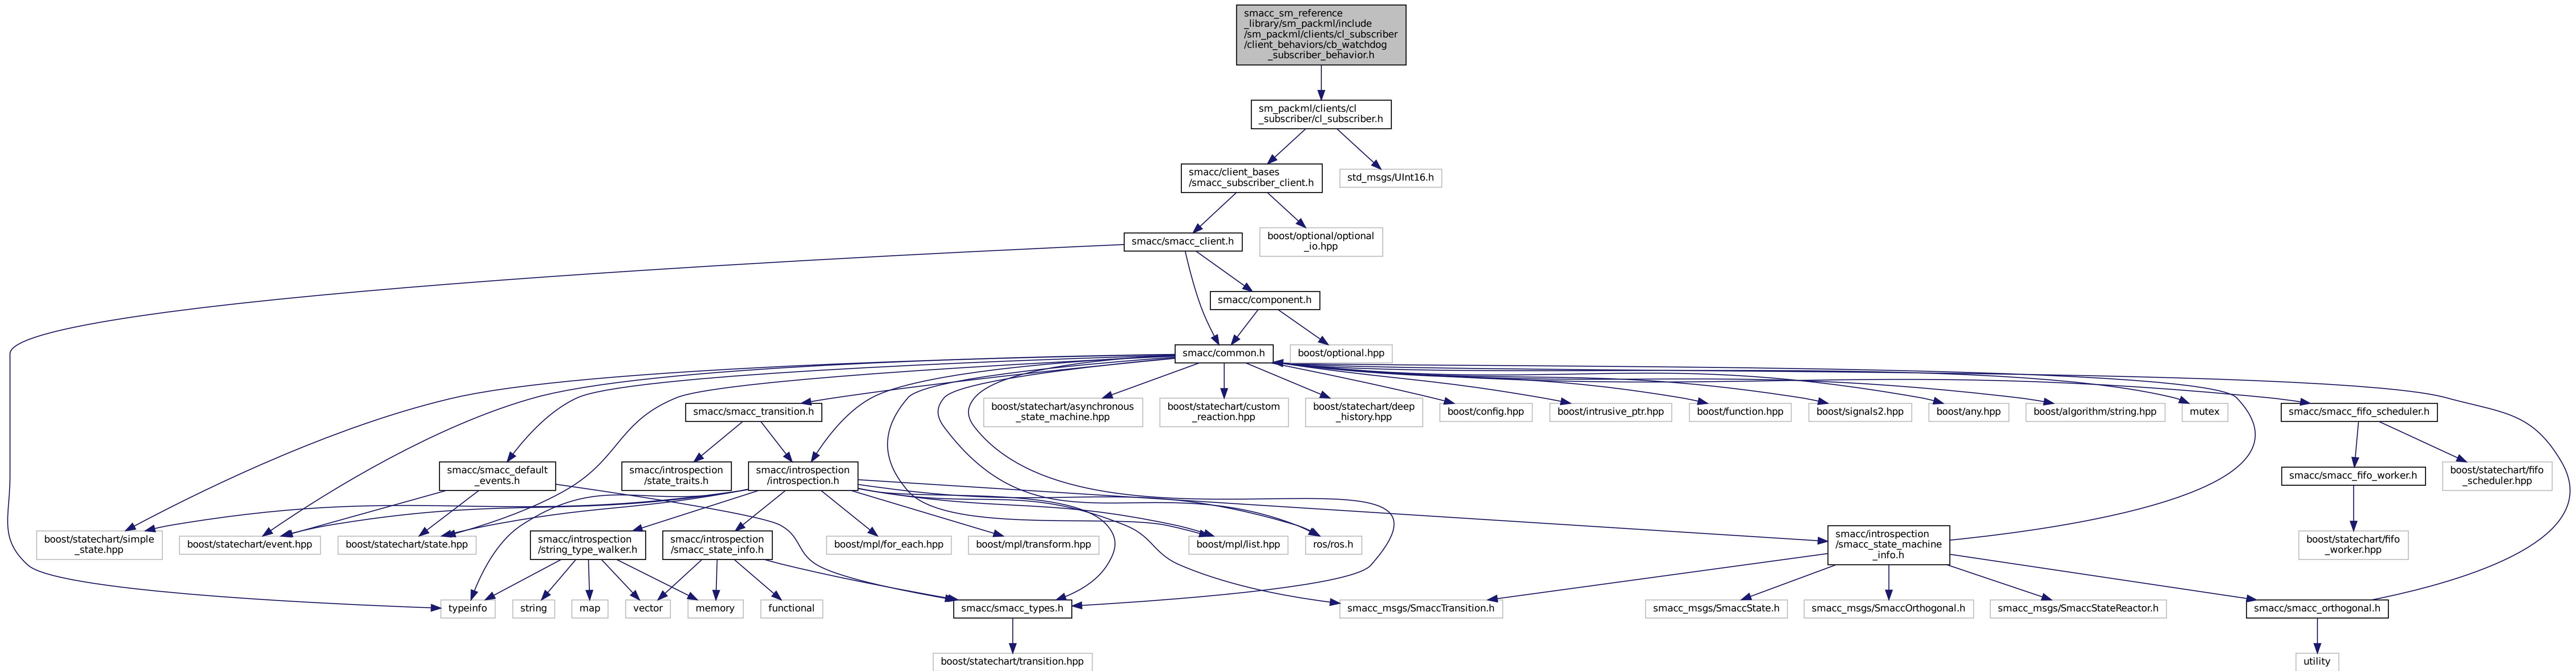 smacc_sm_reference
_library/sm_packml/include
/sm_packml/clients/cl_subscriber
/client_behaviors/cb_watchdog
_subscriber_behavior.h
sm_packml/clients/cl
_subscriber/cl_subscriber.h
smacc/client_bases
/smacc_subscriber_client.h
std_msgs/UInt16.h
smacc/smacc_client.h
boost/optional/optional
_io.hpp
smacc/component.h
smacc/common.h
boost/optional.hpp
smacc/smacc_transition.h
boost/statechart/asynchronous
_state_machine.hpp
boost/statechart/custom
_reaction.hpp
boost/statechart/deep
_history.hpp
boost/config.hpp
boost/intrusive_ptr.hpp
boost/function.hpp
boost/signals2.hpp
boost/any.hpp
boost/algorithm/string.hpp
mutex
smacc/smacc_fifo_scheduler.h
smacc/smacc_default
_events.h
smacc/introspection
/state_traits.h
smacc/introspection
/introspection.h
smacc/smacc_fifo_worker.h
boost/statechart/fifo
_scheduler.hpp
boost/statechart/simple
_state.hpp
boost/statechart/event.hpp
boost/statechart/state.hpp
smacc/introspection
/string_type_walker.h
smacc/introspection
/smacc_state_info.h
boost/mpl/for_each.hpp
boost/mpl/transform.hpp
boost/mpl/list.hpp
ros/ros.h
smacc/introspection
/smacc_state_machine
_info.h
boost/statechart/fifo
_worker.hpp
typeinfo
string
map
vector
memory
functional
smacc/smacc_types.h
smacc_msgs/SmaccTransition.h
smacc_msgs/SmaccState.h
smacc_msgs/SmaccOrthogonal.h
smacc_msgs/SmaccStateReactor.h
smacc/smacc_orthogonal.h
boost/statechart/transition.hpp
utility